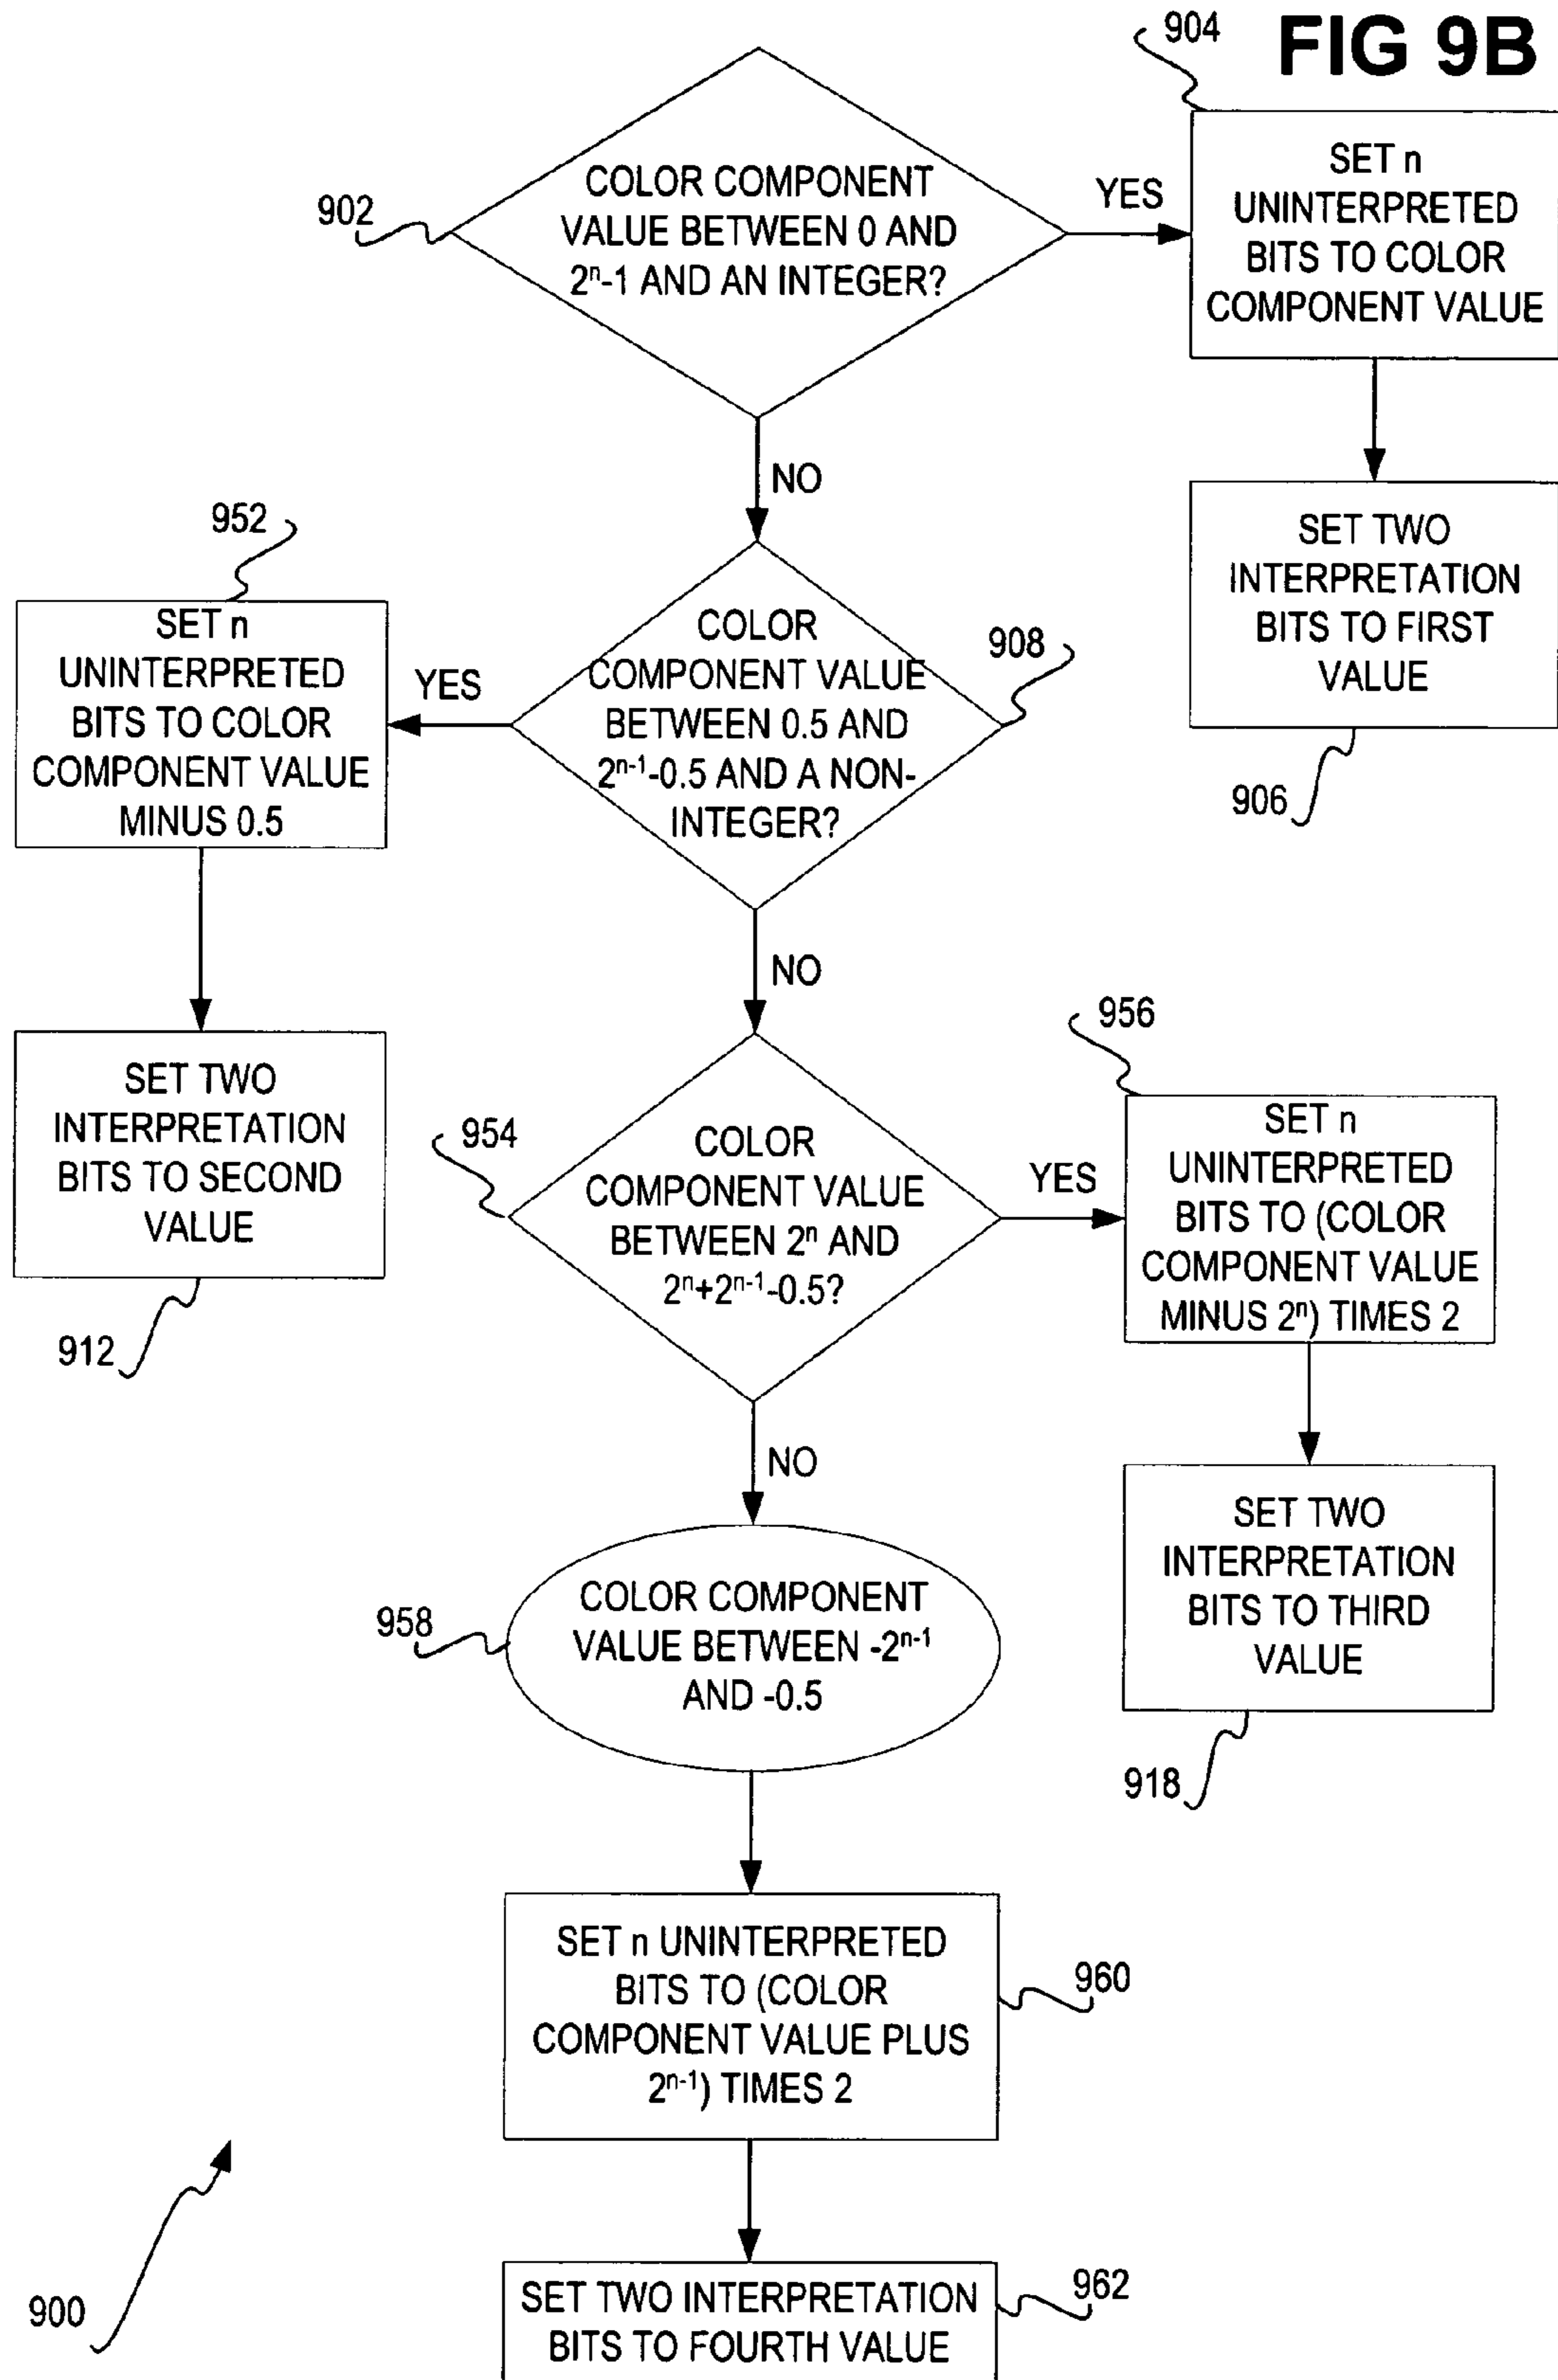 FIG 9B
904
902
COLOR COMPONENT
VALUE BETWEEN 0 AND
2ⁿ-1 AND AN INTEGER?
YES
SET n
UNINTERPRETED
BITS TO COLOR
COMPONENT VALUE
NO
SET TWO
INTERPRETATION
BITS TO FIRST
VALUE
906
952
SET n
UNINTERPRETED
BITS TO COLOR
COMPONENT VALUE
MINUS 0.5
YES
COLOR
COMPONENT VALUE
BETWEEN 0.5 AND
2ⁿ⁻¹-0.5 AND A NON-
INTEGER?
908
NO
SET TWO
INTERPRETATION
BITS TO SECOND
VALUE
912
954
COLOR
COMPONENT VALUE
BETWEEN 2ⁿ AND
2ⁿ+2ⁿ⁻¹-0.5?
YES
956
SET n
UNINTERPRETED
BITS TO (COLOR
COMPONENT VALUE
MINUS 2ⁿ) TIMES 2
NO
SET TWO
INTERPRETATION
BITS TO THIRD
VALUE
918
958
COLOR COMPONENT
VALUE BETWEEN -2ⁿ⁻¹
AND -0.5
SET n UNINTERPRETED
BITS TO (COLOR
COMPONENT VALUE PLUS
2ⁿ⁻¹) TIMES 2
960
SET TWO INTERPRETATION
BITS TO FOURTH VALUE
962
900